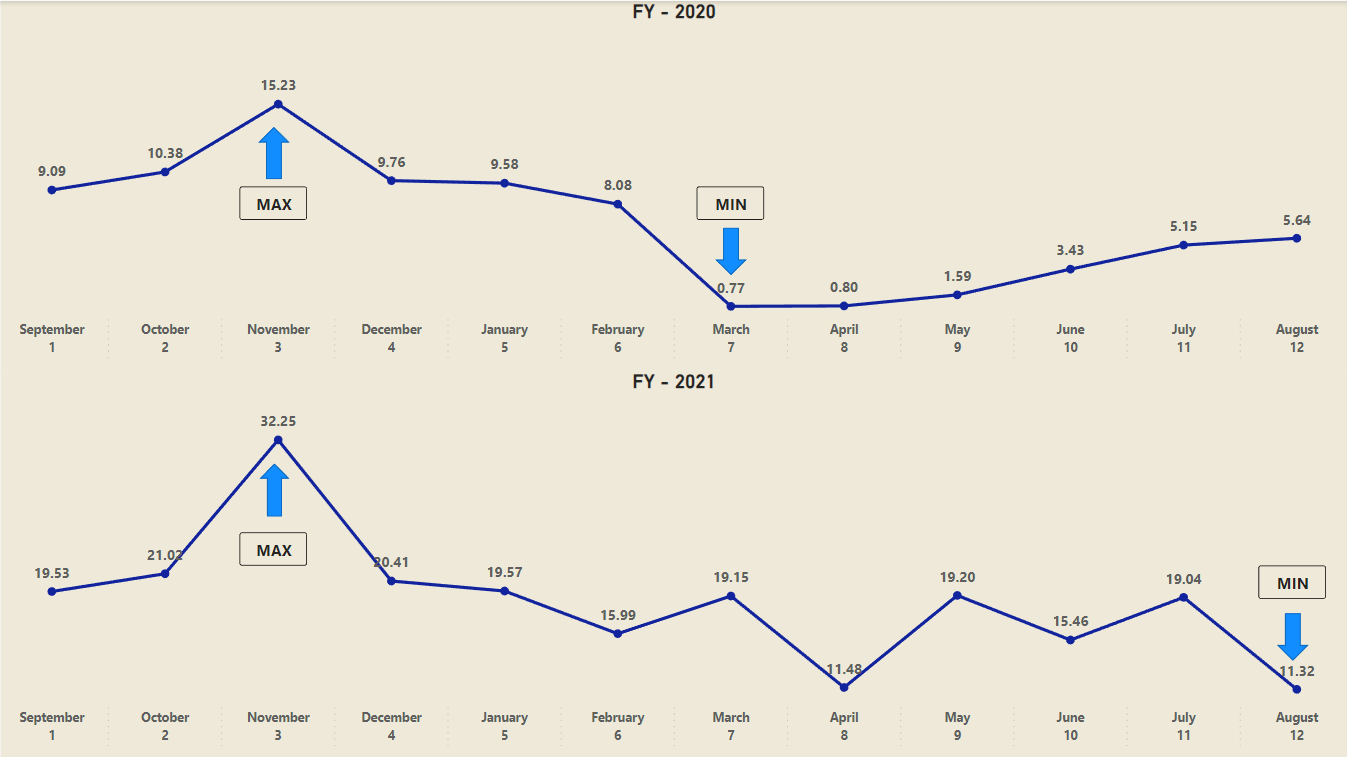 FY - 2020
15.23
10.38
9.09
9.76
9.58
8.08
MAX
MIN
0.77
0.80
1.59
3.43
5.15
5.64
September October November December January February March April May June July August
1 2 3 4 5 6 7 8 9 10 11 12
FY - 2021
32.25
19.53
21.02
MAX
20.41
19.57
15.99
19.15
11.48
19.20
15.46
19.04
MIN
11.32
September October November December January February March April May June July August
1 2 3 4 5 6 7 8 9 10 11 12